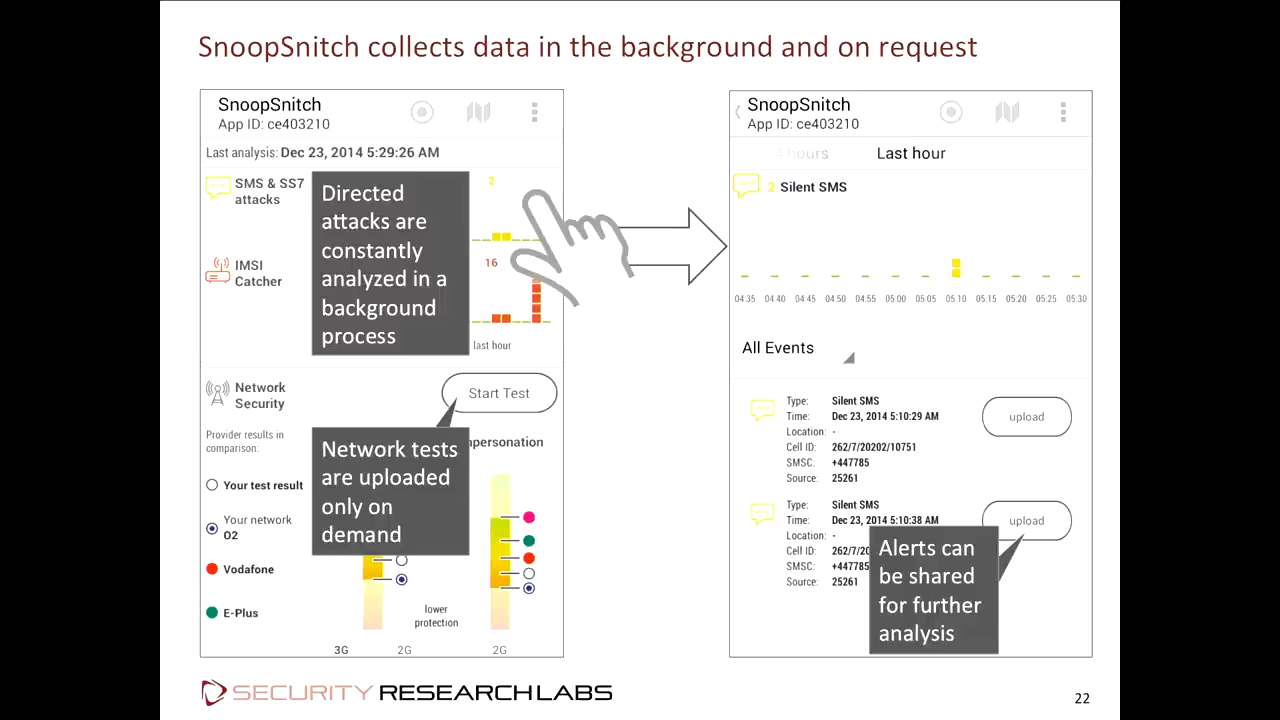 SnoopSnitch collects data in the background and on request
SnoopSnitch
App ID: ce403210
Last analysis: Dec 23, 2014 5:29:26 AM
SMS & SS7
attacks
2
IMSI
Catcher
16
last hour
Directed
attacks are
constantly
analyzed in a
background
process
Network
Security
Start Test
Provider results in
comparison:
personation
Network tests
are uploaded
only on
demand
Your test result
Your network
O2
Vodafone
E-Plus
lower
protection
3G
2G
2G
SnoopSnitch
App ID: ce403210
hours
Last hour
2 Silent SMS
04.35 04 40 04.45 04.50 04.55 05.00 05.05 05:10 05:15 05.20 05.25 05.30
All Events
Type: Silent SMS
Time: Dec 23, 2014 5:10:29 AM
Location: -
Cell ID: 262/7/20202/10751
SMSC: +447785
Source: 25261
upload
Type: Silent SMS
Time: Dec 23, 2014 5:10:38 AM
Location: -
Cell ID: 262/7/20
SMSC: +447785
Source: 25261
upload
Alerts can
be shared
for further
analysis
SECURITY RESEARCH LABS
22